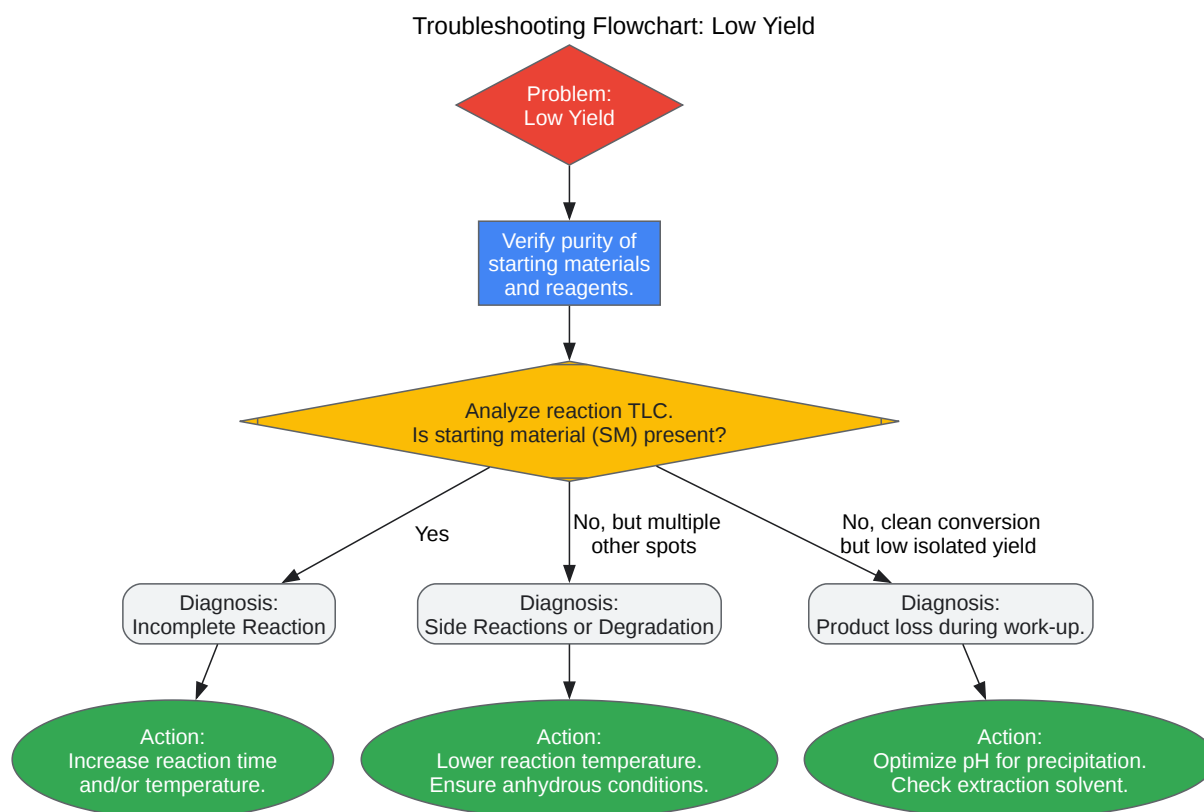 Troubleshooting Flowchart: Low Yield
Problem:
Low Yield
Verify purity of
starting materials
and reagents.
Analyze reaction TLC.
Is starting material (SM) present?
Yes
No, but multiple
other spots
No, clean conversion
but low isolated yield
Diagnosis:
Incomplete Reaction
Diagnosis:
Side Reactions or Degradation
Diagnosis:
Product loss during work-up.
Action:
Increase reaction time
and/or temperature.
Action:
Lower reaction temperature.
Ensure anhydrous conditions.
Action:
Optimize pH for precipitation.
Check extraction solvent.